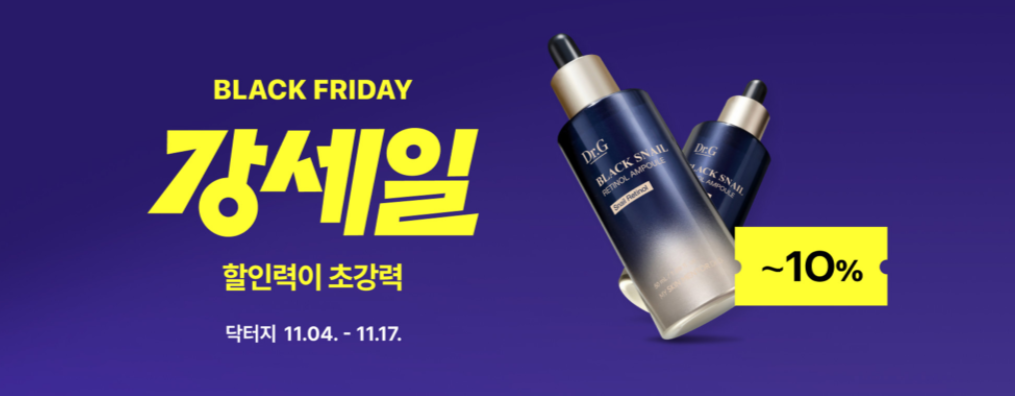 BLACK FRIDAY
강세일
할인력이 초강력
닥터지 11.04. - 11.17.
Dr.G
BLACK SNAIL
RETINOL AMPOULE
Snail Retinol
Dr.G
BLACK SNAIL
AMPOULE
~10%